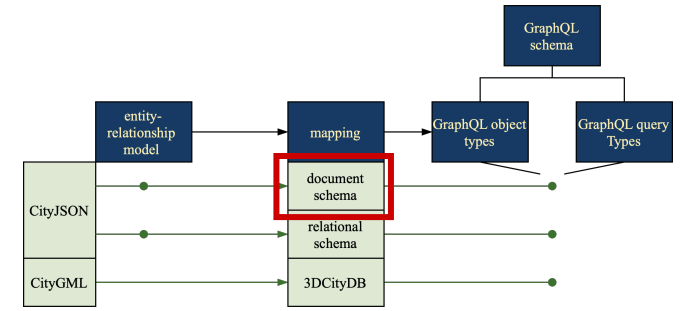 GraphQL
schema
entity-
relationship
model
mapping
GraphQL object
types
GraphQL query
Types
CityJSON
document
schema
relational
schema
CityGML
3DCityDB